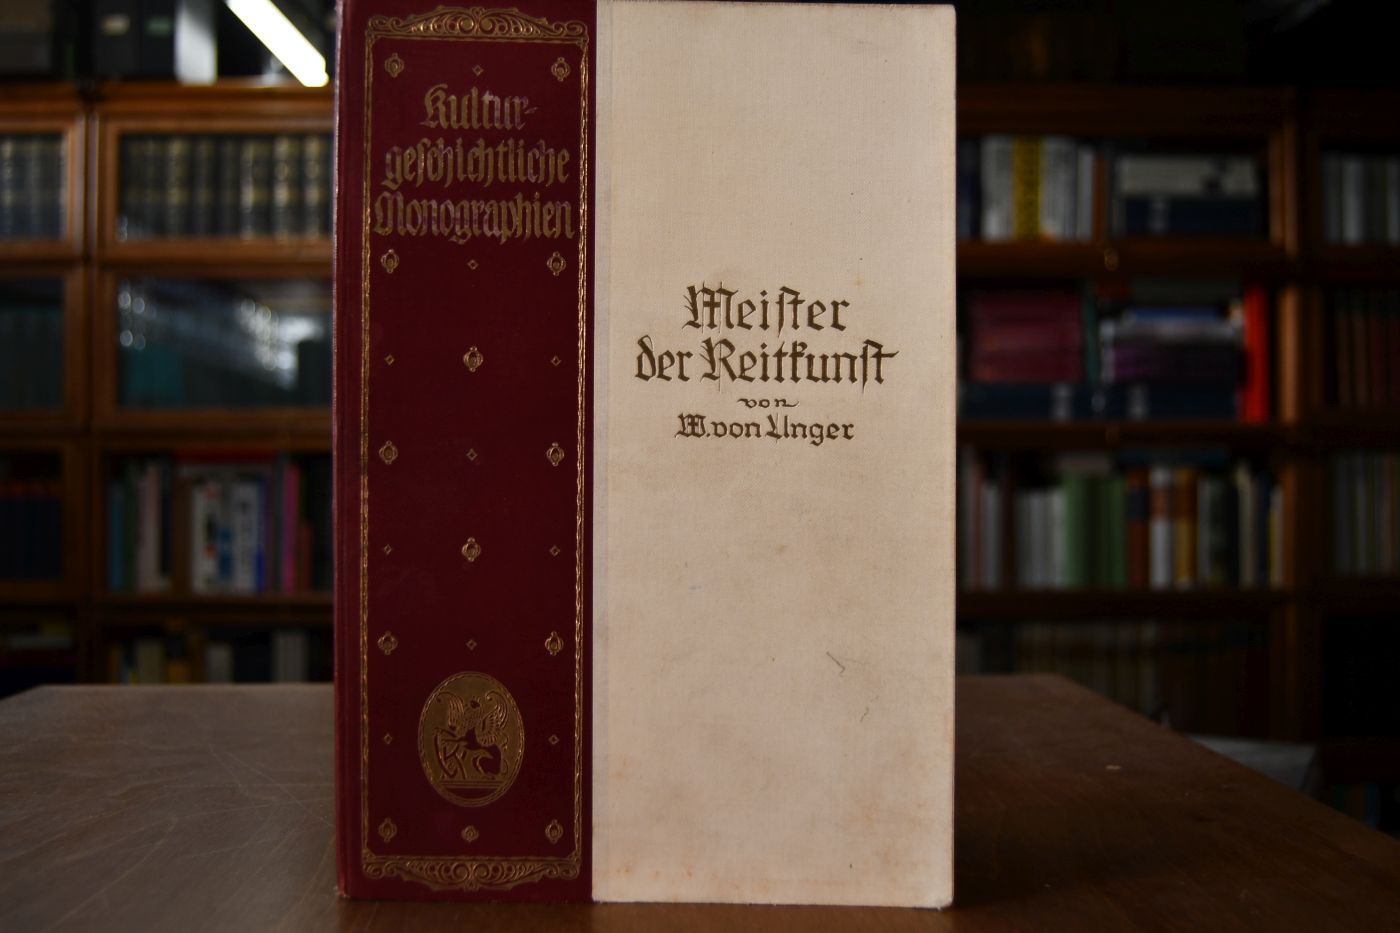 Kultur-
geschichtliche
Monographien
Meister
der Reitkunst
von
W. von Unger